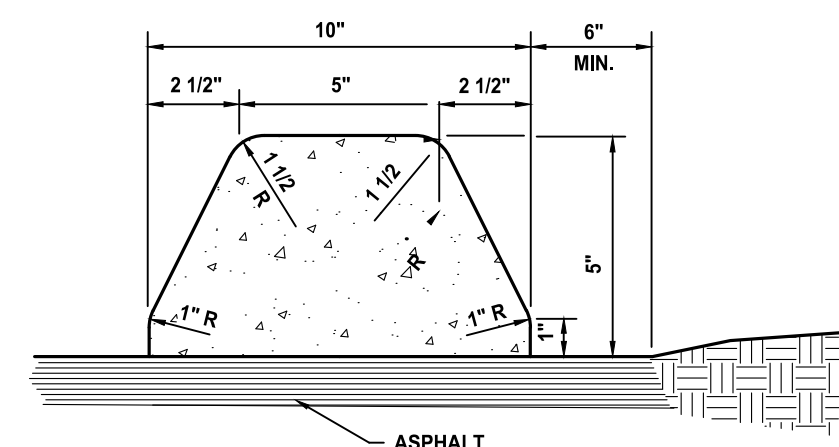 10"
6"
MIN.
2 1/2"
5"
2 1/2"
1 1/2
R
1 1/2
R
5"
1" R
1" R
1"
ASPHALT